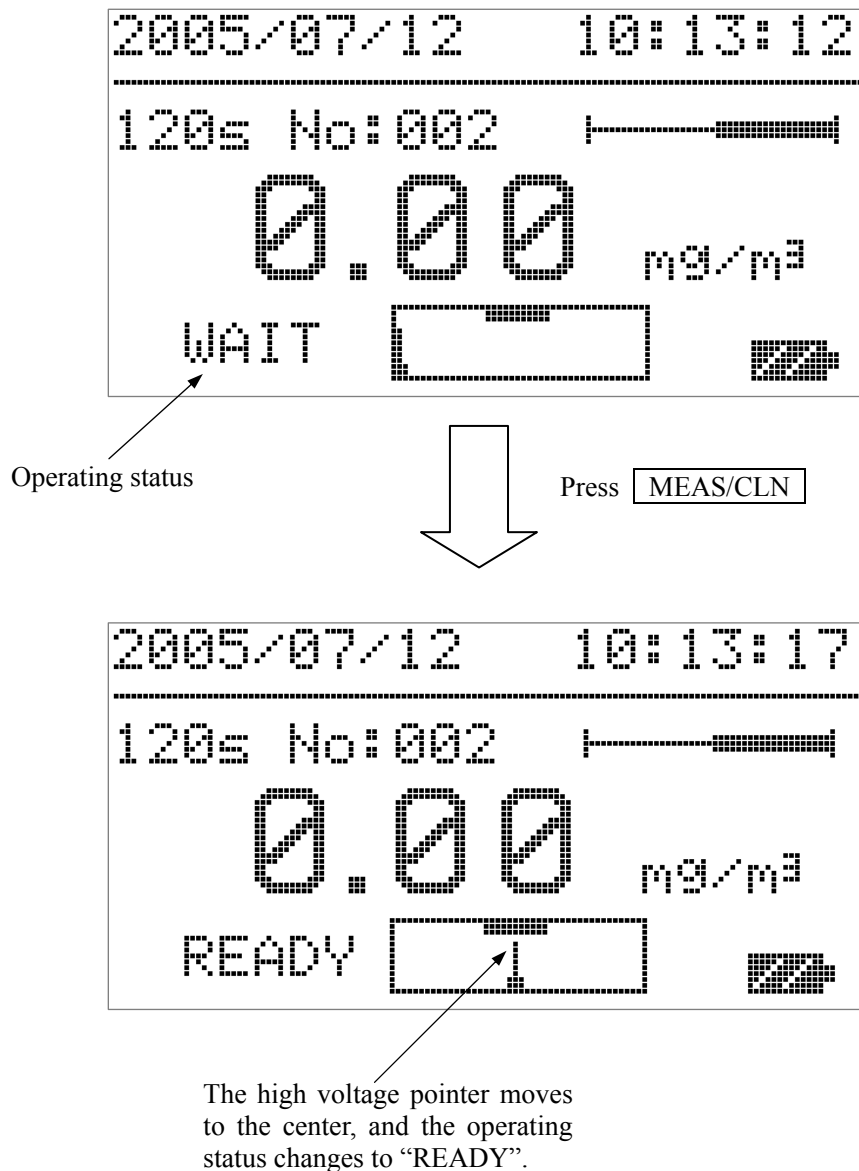 2005/07/12 10:13:12
120s No:002
0.00 mg/m³
WAIT
Operating status
Press MEAS/CLN
2005/07/12 10:13:17
120s No:002
0.00 mg/m³
READY
The high voltage pointer moves
to the center, and the operating
status changes to “READY”.